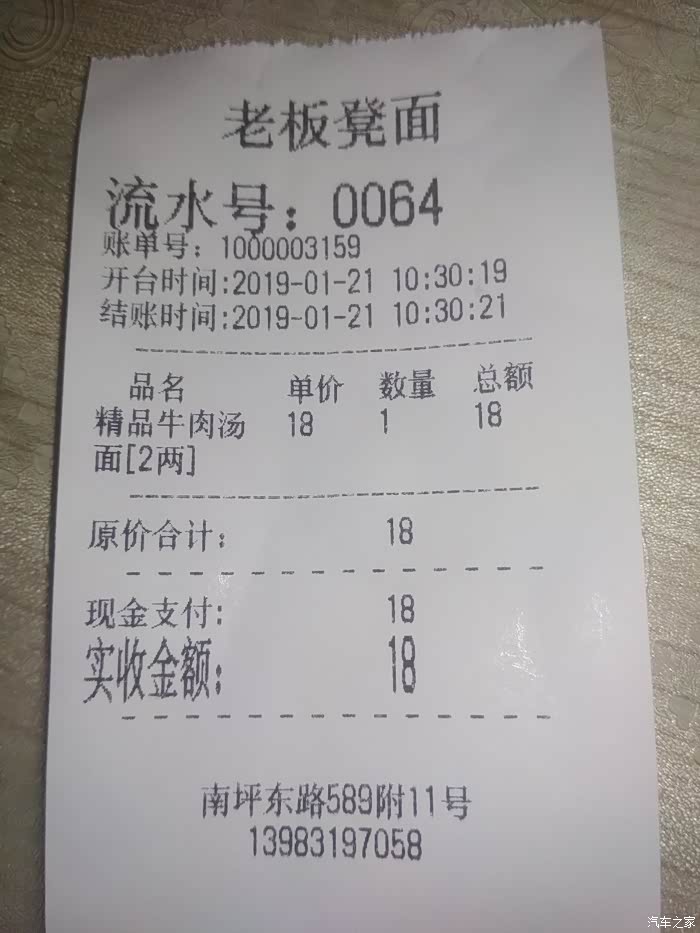 老板凳面
流水号：0064
账单号：1000003159
开台时间:2019-01-21 10:30:19
结账时间:2019-01-21 10:30:21
品名 单价 数量 总额
精品牛肉汤 18 1 18
面[2两]
原价合计： 18
现金支付: 18
实收金额: 18
南坪东路589附11号
13983197058
汽车之家